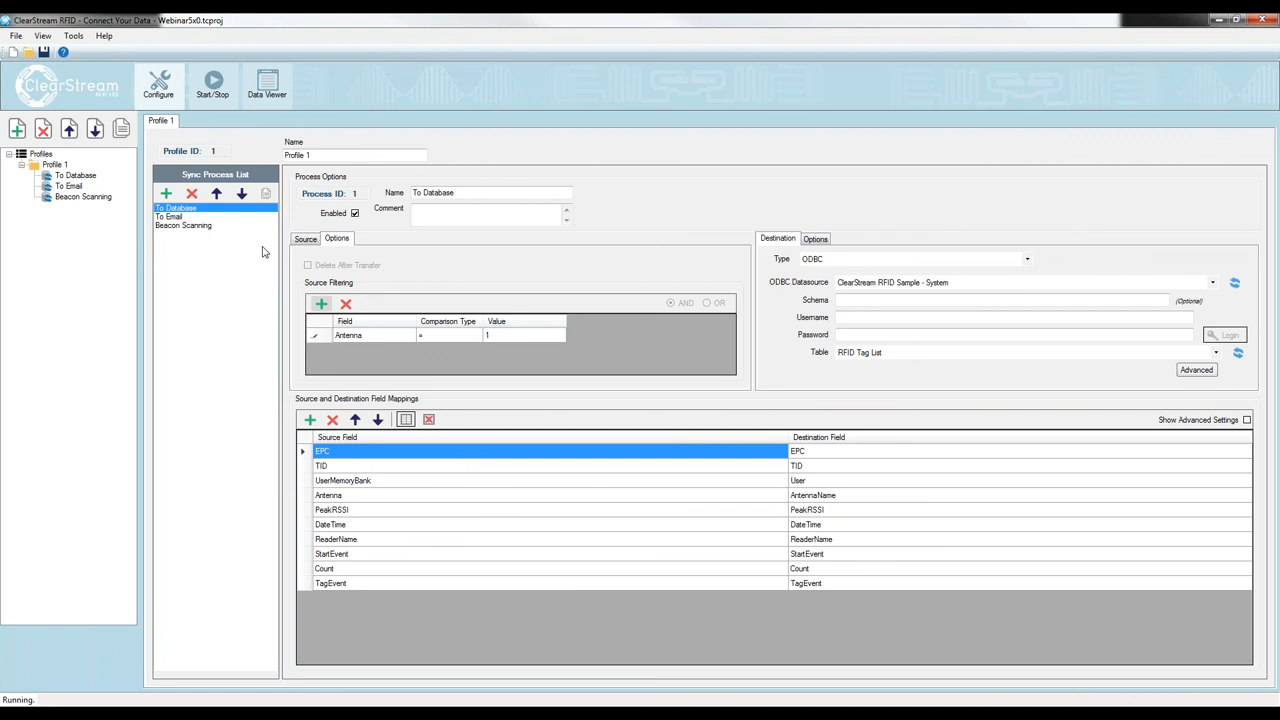 ClearStream RFID - Connect Your Data - Webinar5x0.tcproj
File View Tools Help
ClearStream RFID
Configure
Start/Stop
Data Viewer
Profiles
Profile 1
To Database
To Email
Beacon Scanning
Profile 1
Profile ID: 1
Name
Profile 1
Sync Process List
To Database
To Email
Beacon Scanning
Process Options
Process ID: 1
Name To Database
Enabled
Comment
Source Options
Delete After Transfer
Source Filtering
AND OR
Field Comparison Type Value
Antenna = 1
Destination Options
Type ODBC
ODBC Datasource ClearStream RFID Sample - System
Schema (Optional)
Username
Password Login
Table RFID Tag List
Advanced
Source and Destination Field Mappings
Show Advanced Settings
Source Field Destination Field
EPC EPC
TID TID
UserMemoryBank User
Antenna AntennaName
PeakRSSI PeakRSSI
DateTime DateTime
ReaderName ReaderName
StartEvent StartEvent
Count Count
TagEvent TagEvent
Running.